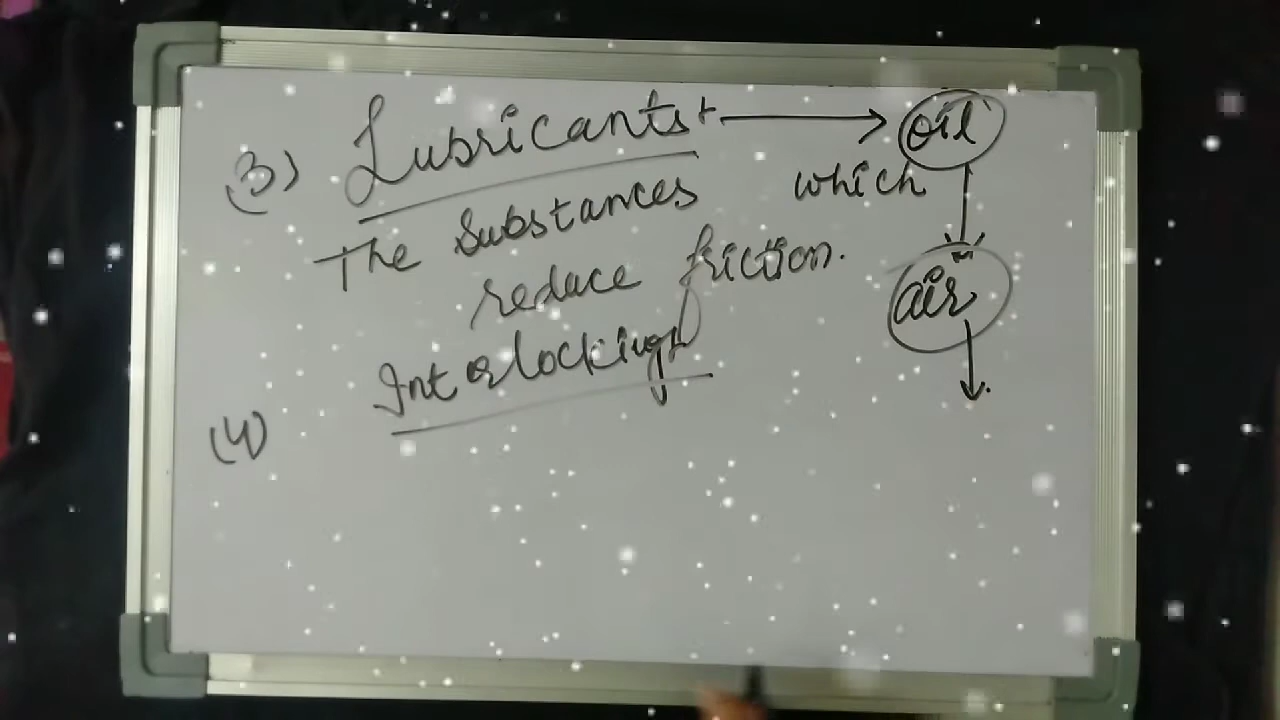 (3) Lubricants → oil
The Substances which
reduce friction. air
Interlocking
(4)